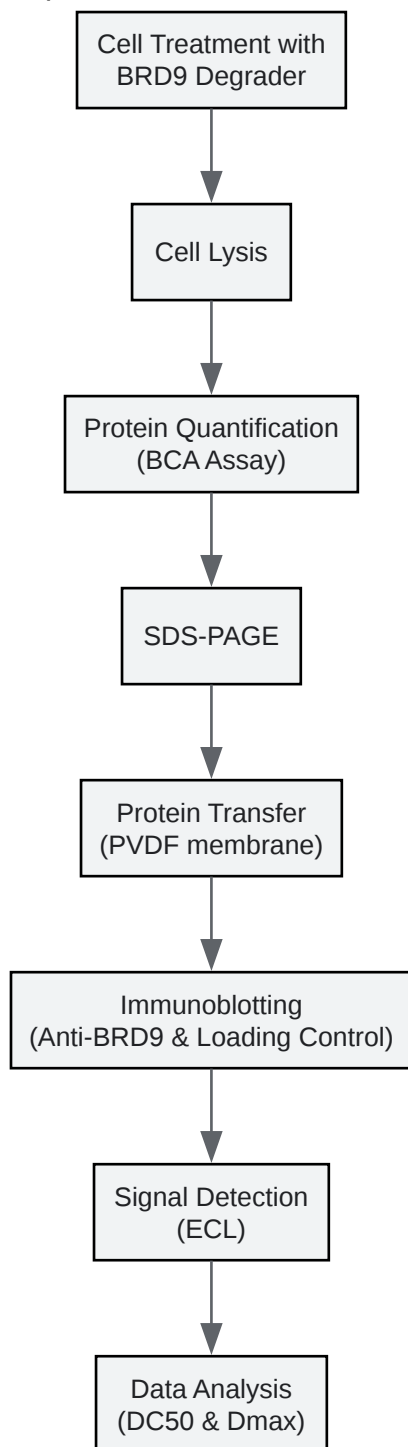 Cell Treatment with
BRD9 Degrader
Cell Lysis
Protein Quantification
(BCA Assay)
SDS-PAGE
Protein Transfer
(PVDF membrane)
Immunoblotting
(Anti-BRD9 & Loading Control)
Signal Detection
(ECL)
Data Analysis
(DC50 & Dmax)